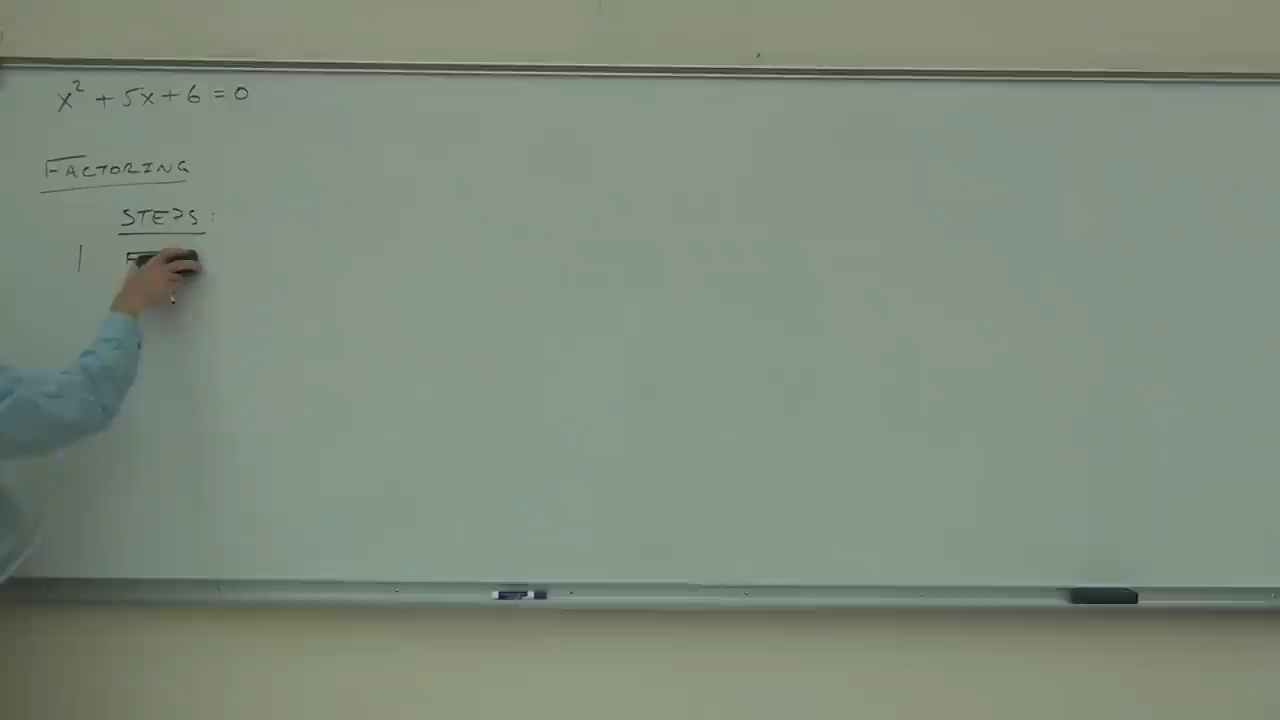 x² + 5x + 6 = 0
FACTORING
STEPS:
1